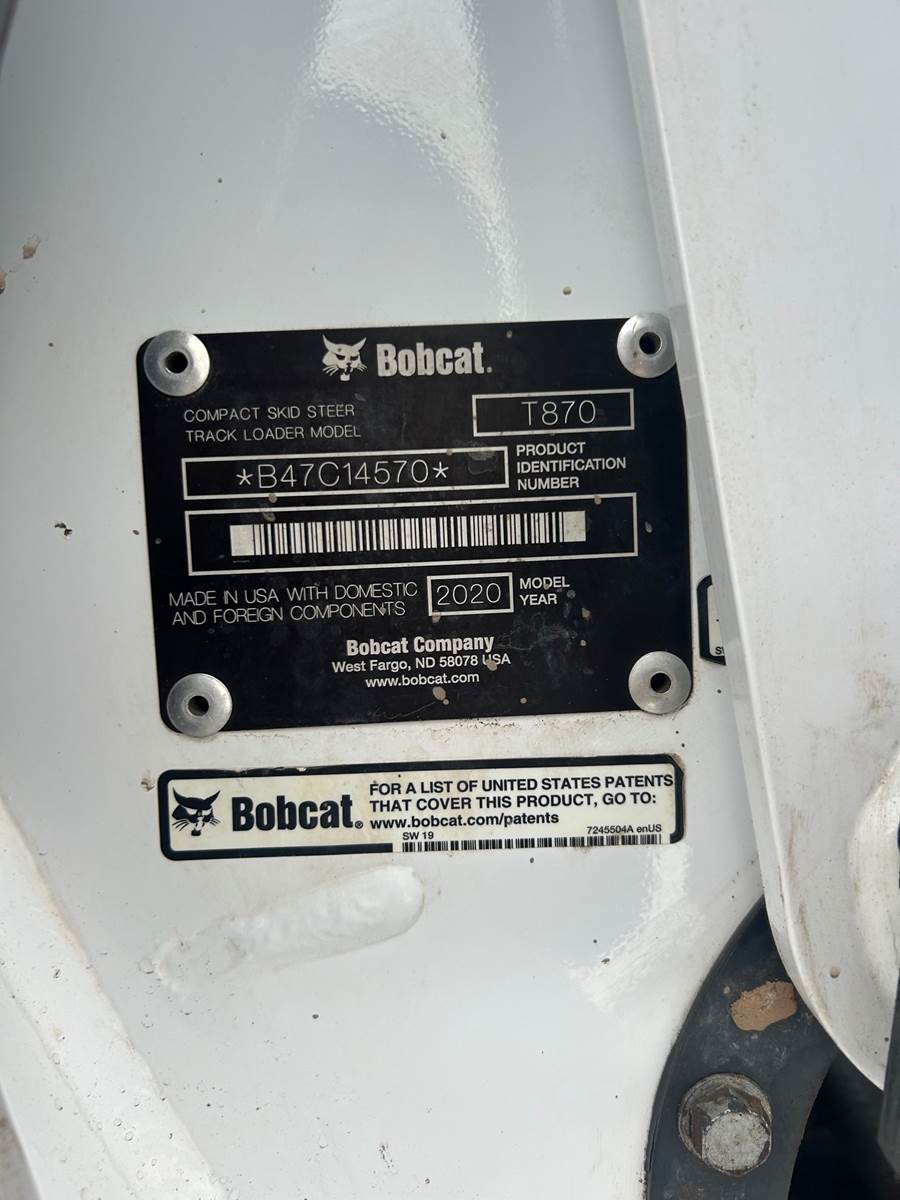 Bobcat.
COMPACT SKID STEER
TRACK LOADER MODEL
T870
*B47C14570*
PRODUCT
IDENTIFICATION
NUMBER
MADE IN USA WITH DOMESTIC
AND FOREIGN COMPONENTS
2020
MODEL
YEAR
Bobcat Company
West Fargo, ND 58078 USA
www.bobcat.com
Bobcat®
FOR A LIST OF UNITED STATES PATENTS
THAT COVER THIS PRODUCT, GO TO:
www.bobcat.com/patents
SW 19
7245504A enUS